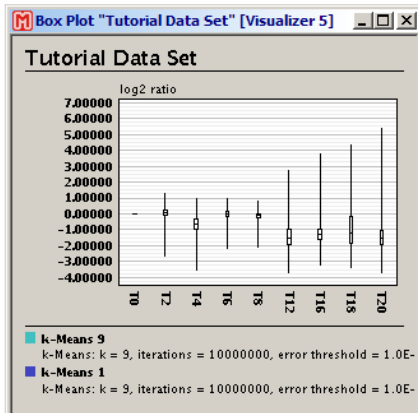 Box Plot "Tutorial Data Set" [Visualizer 5]
Tutorial Data Set
log2 ratio
7.00000
6.00000
5.00000
4.00000
3.00000
2.00000
1.00000
0.00000
-1.00000
-2.00000
-3.00000
-4.00000
T0 T2 T4 T6 T8 T12 T16 T18 T20
k-Means 9
k-Means: k = 9, iterations = 10000000, error threshold = 1.0E-
k-Means 1
k-Means: k = 9, iterations = 10000000, error threshold = 1.0E-